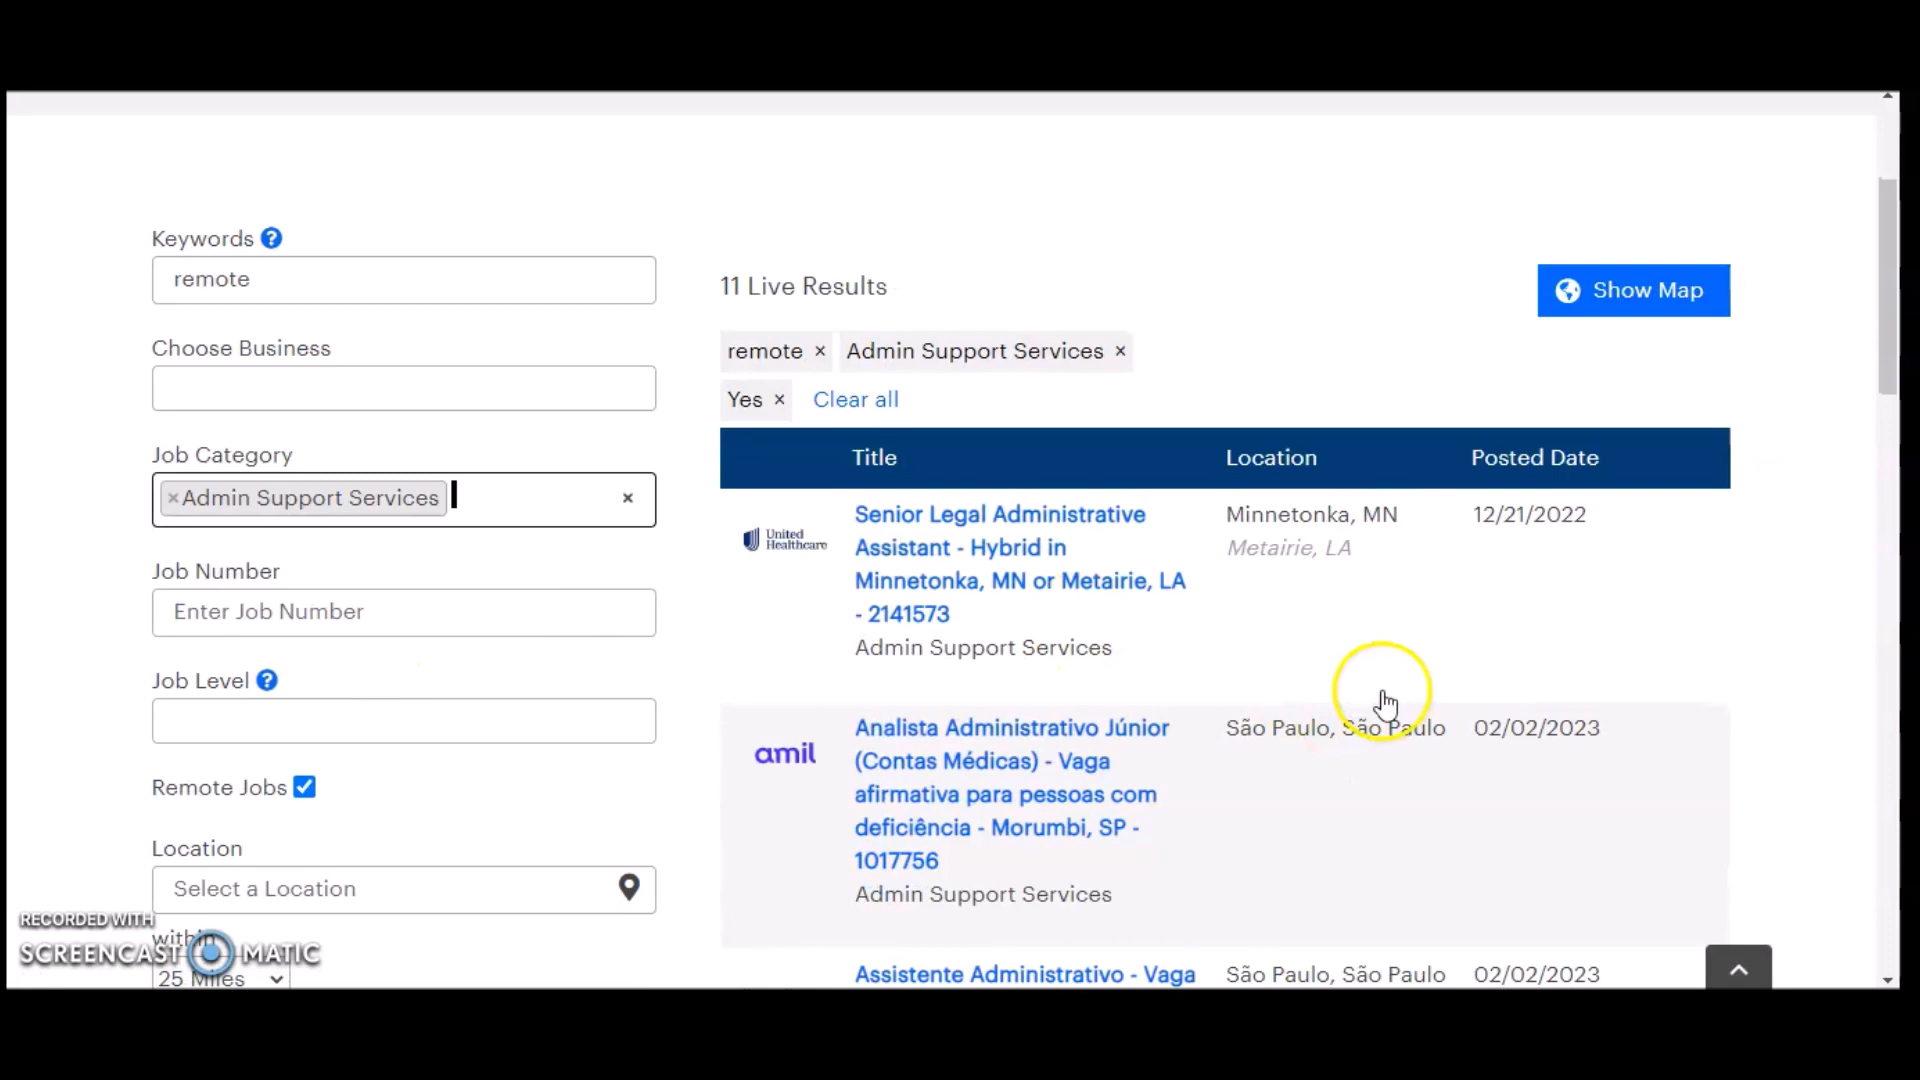 Keywords ?
remote
Choose Business
Job Category
×Admin Support Services ×
Job Number
Enter Job Number
Job Level ?
Remote Jobs
Location
Select a Location
within
25 Miles
11 Live Results
Show Map
remote × Admin Support Services ×
Yes × Clear all
Title Location Posted Date
United Healthcare
Senior Legal Administrative Minnetonka, MN 12/21/2022
Assistant - Hybrid in Metairie, LA
Minnetonka, MN or Metairie, LA
- 2141573
Admin Support Services
amil
Analista Administrativo Júnior São Paulo, São Paulo 02/02/2023
(Contas Médicas) - Vaga
afirmativa para pessoas com
deficiência - Morumbi, SP -
1017756
Admin Support Services
Assistente Administrativo - Vaga São Paulo, São Paulo 02/02/2023
RECORDED WITH
SCREENCAST MATIC